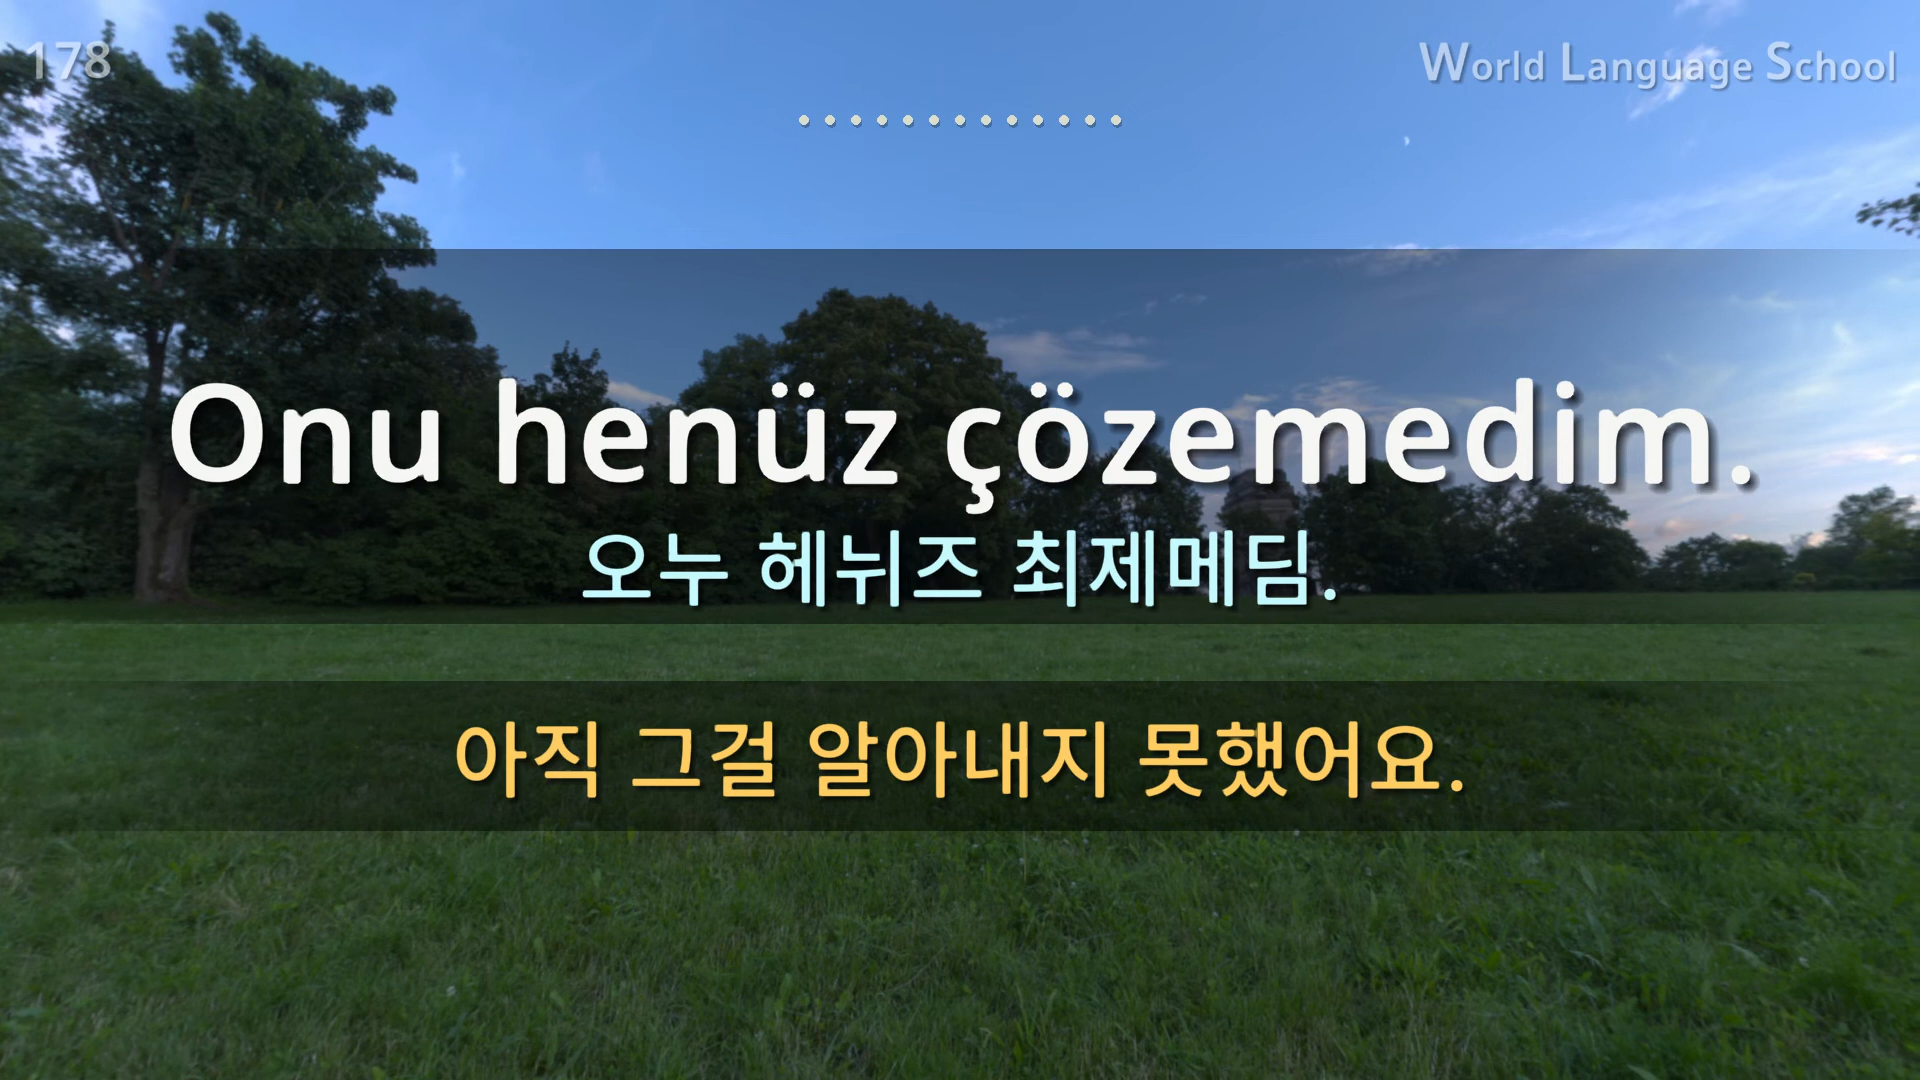 178
World Language School
Onu henüz çözemedim.
오누 헤뉘즈 최제메딤.
아직 그걸 알아내지 못했어요.